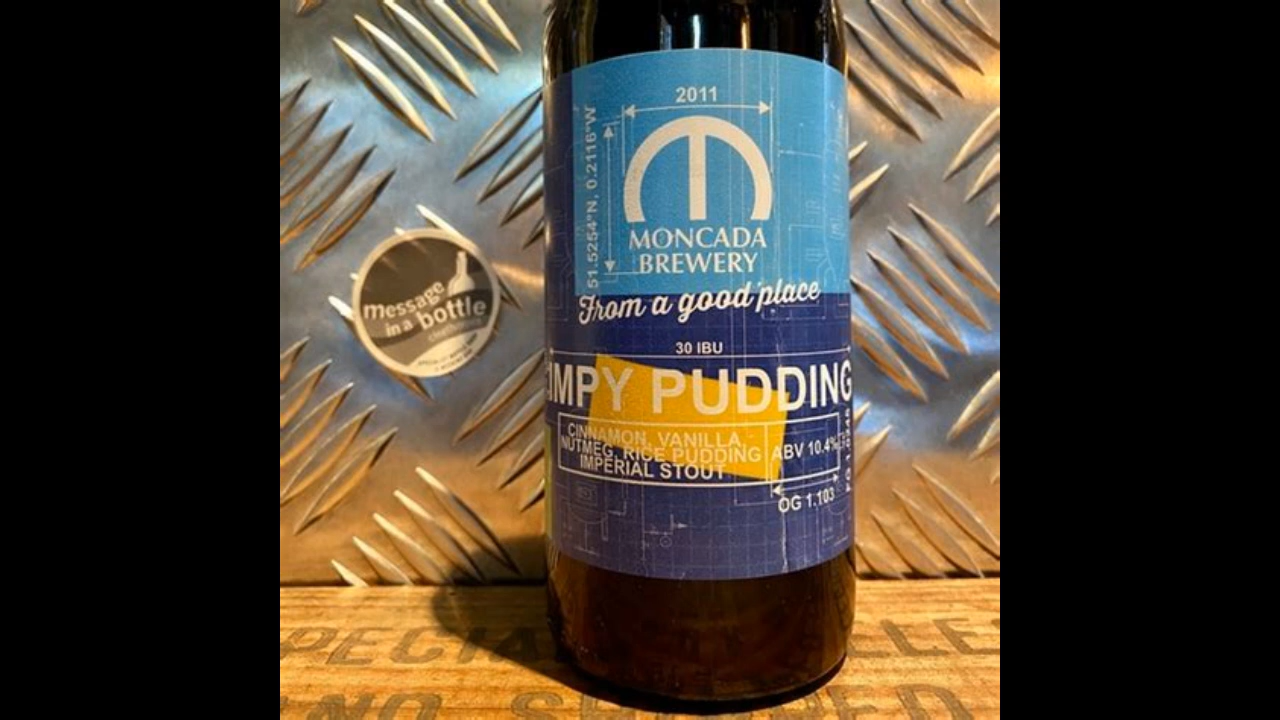 2011
51.5254°N, 0.2116°W
MONCADA
BREWERY
From a good place
30 IBU
IMPY PUDDING
CINNAMON, VANILLA,
NUTMEG, RICE PUDDING
IMPERIAL STOUT
ABV 10.4%
OG 1.103
message
in a bottle